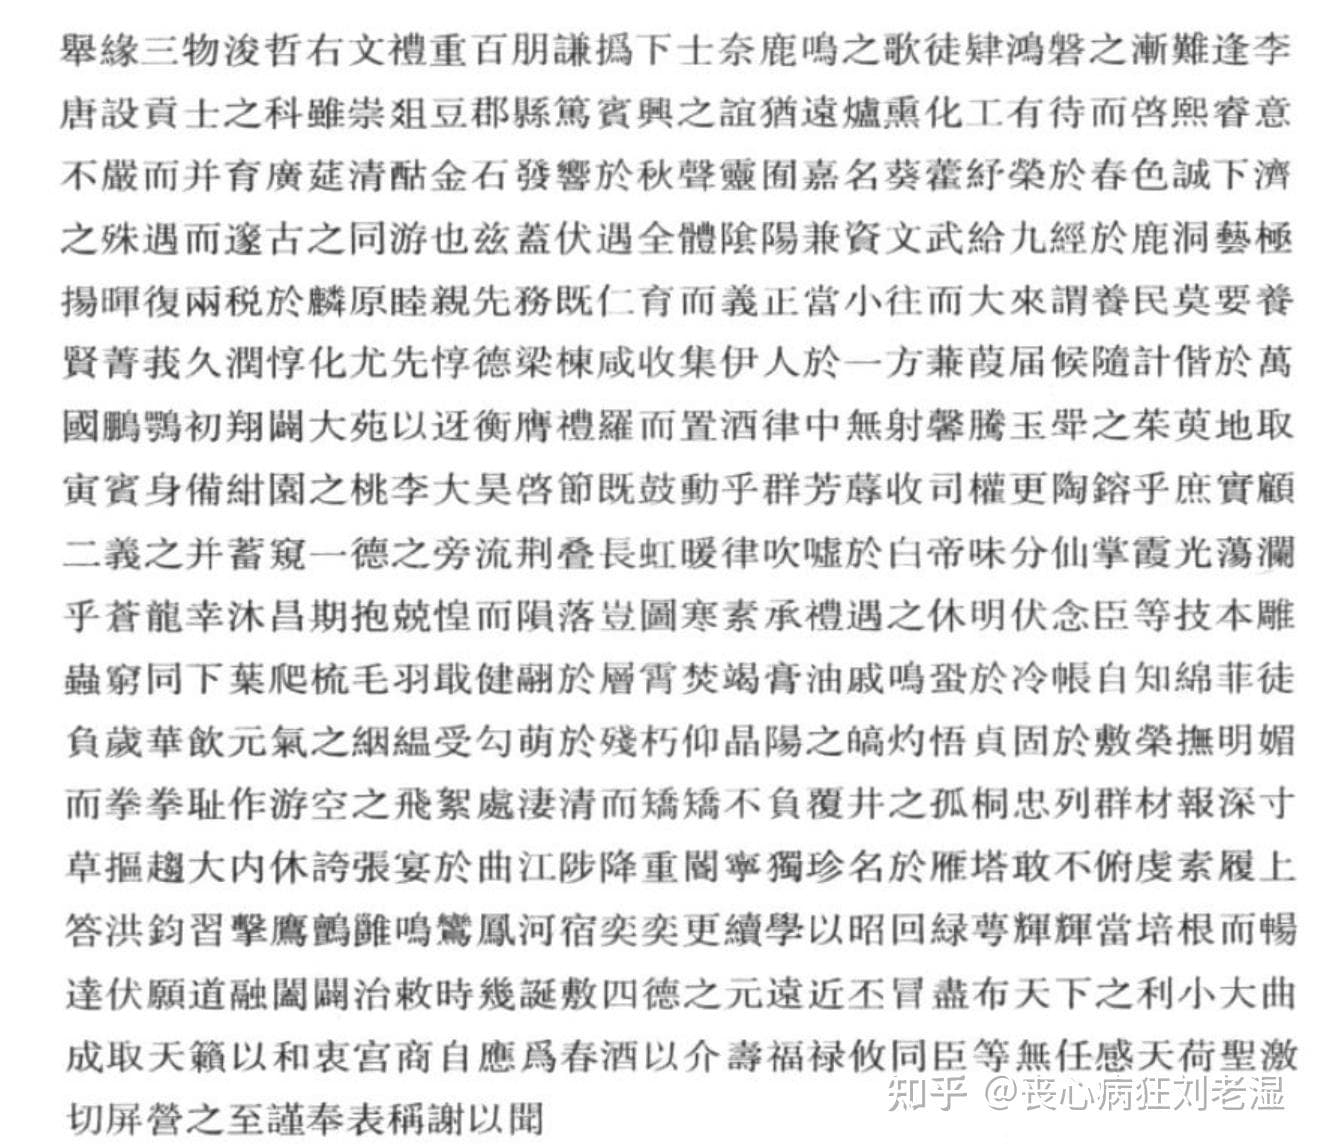 舉緣三物浚哲右文禮重百朋謙撝下士奈鹿鳴之歌徒肄鴻磐之漸難逢李
唐設貢士之科雖崇俎豆郡縣篤賓興之誼猶遠爐熏化工有待而啓熙睿意
不嚴而并育廣莚清酤金石發響於秋聲靈囿嘉名葵藿紓榮於春色誠下濟
之殊遇而邃古之同游也兹蓋伏遇全體陰陽兼資文武給九經於鹿洞藝極
揚暉復兩税於麟原睦親先務既仁育而義正當小往而大來謂養民莫要養
賢菁莪久潤惇化尤先惇德梁棟咸收集伊人於一方蒹葭届候隨計偕於萬
國鵬鶚初翔闢大苑以迓衡膺禮羅而置酒律中無射馨騰玉斝之茱萸地取
寅賓身備紺園之桃李大昊啓節既鼓動乎群芳蓐收司權更陶鎔乎庶實顧
二義之并蓄窺一德之旁流荆叠長虹暖律吹噓於白帝味分仙掌霞光蕩瀾
乎蒼龍幸沐昌期抱兢惶而隕落豈圖寒素承禮遇之休明伏念臣等技本雕
蟲窮同下葉爬梳毛羽戢健翮於層霄焚竭膏油戚鳴蛩於冷帳自知綿菲徒
負歲華飲元氣之絪緼受勾萌於殘朽仰晶陽之皜灼悟貞固於敷榮撫明媚
而拳拳耻作游空之飛絮處淒清而矯矯不負覆井之孤桐忠列群材報深寸
草摳趨大内休誇張宴於曲江陟降重閽寧獨珍名於雁塔敢不俯虔素履上
答洪鈞習擊鷹鸇雝鳴鸞鳳河宿奕奕更續學以昭回緑萼輝輝當培根而暢
達伏願道融闔闢治敕時幾誕敷四德之元遠近丕冒盡布天下之利小大曲
成取天籟以和衷宫商自應爲春酒以介壽福禄攸同臣等無任感天荷聖激
切屏營之至謹奉表稱謝以聞
知乎 @丧心病狂刘老湿